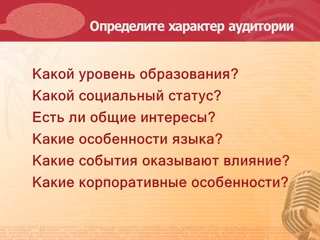 Определите характер аудитории
Какой уровень образования?
Какой социальный статус?
Есть ли общие интересы?
Какие особенности языка?
Какие события оказывают влияние?
Какие корпоративные особенности?